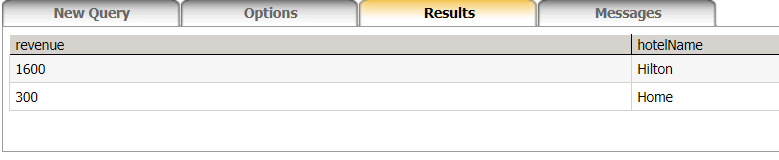 New Query Options Results Messages
revenue hotelName
1600 Hilton
300 Home